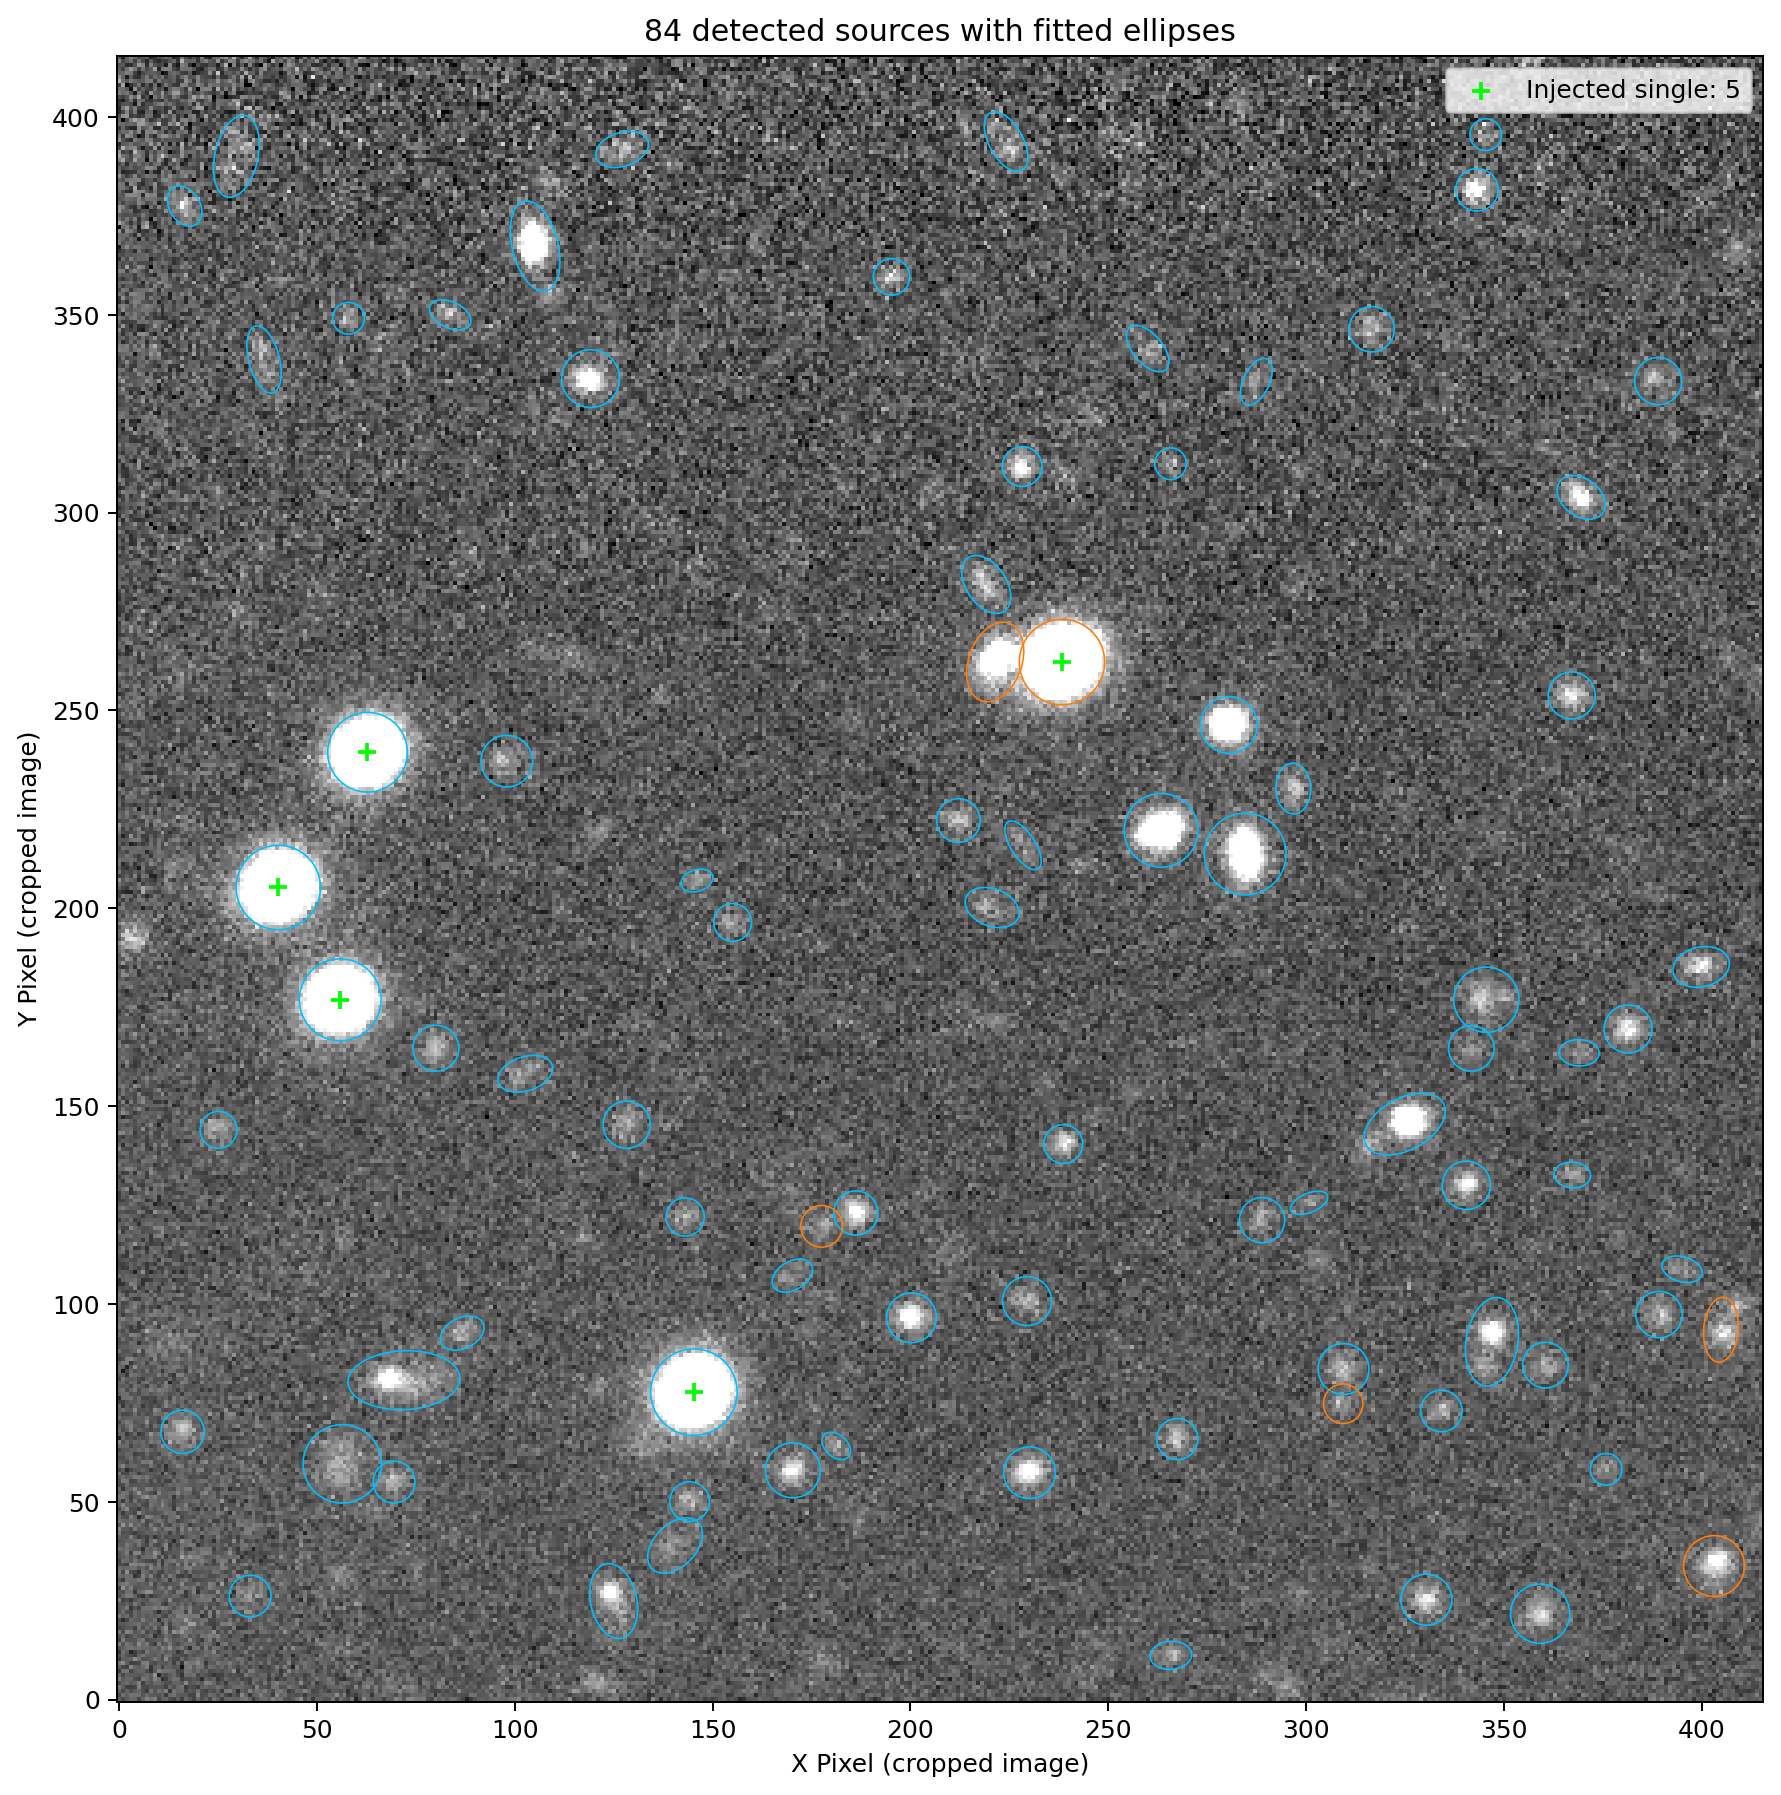 84 detected sources with fitted ellipses
Injected single: 5
Y Pixel (cropped image)
400
350
300
250
200
150
100
50
0
0 50 100 150 200 250 300 350 400
X Pixel (cropped image)